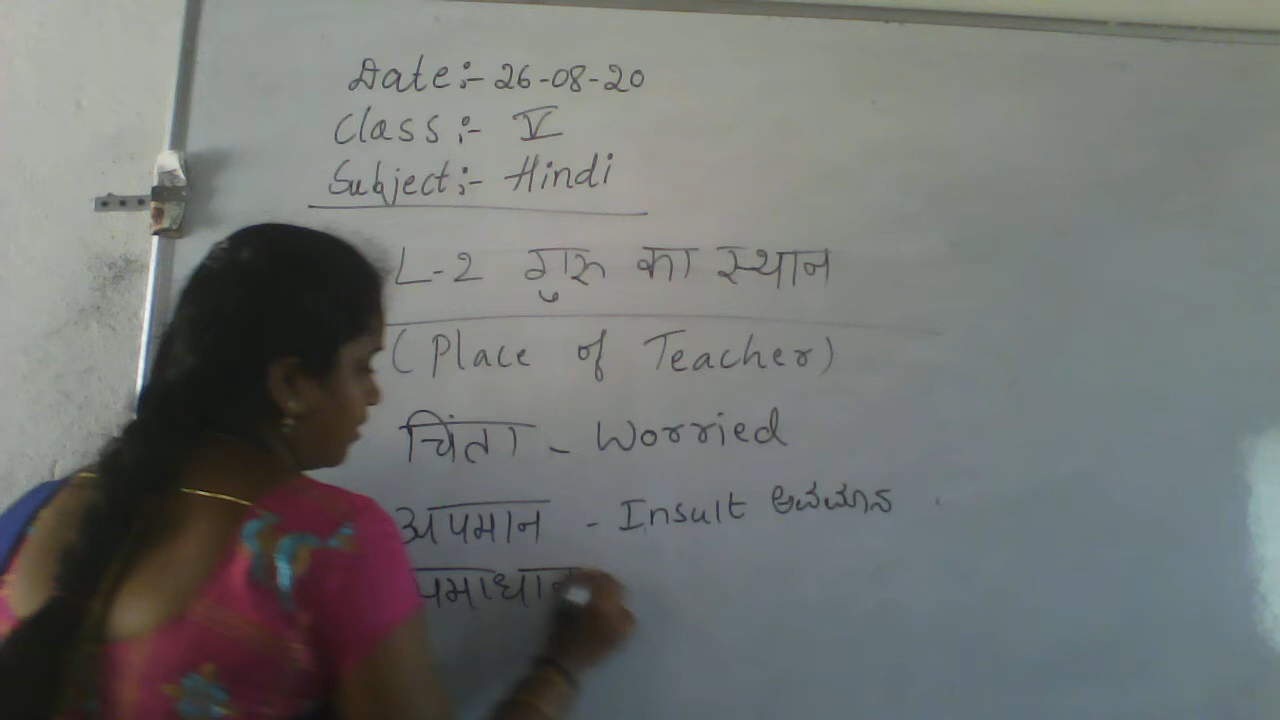 Date:- 26-08-20
Class:- V
Subject:- Hindi
L-2 गुरु का स्थान
(Place of Teacher)
चिंता - Worried
अपमान - Insult ಅವಮಾನ